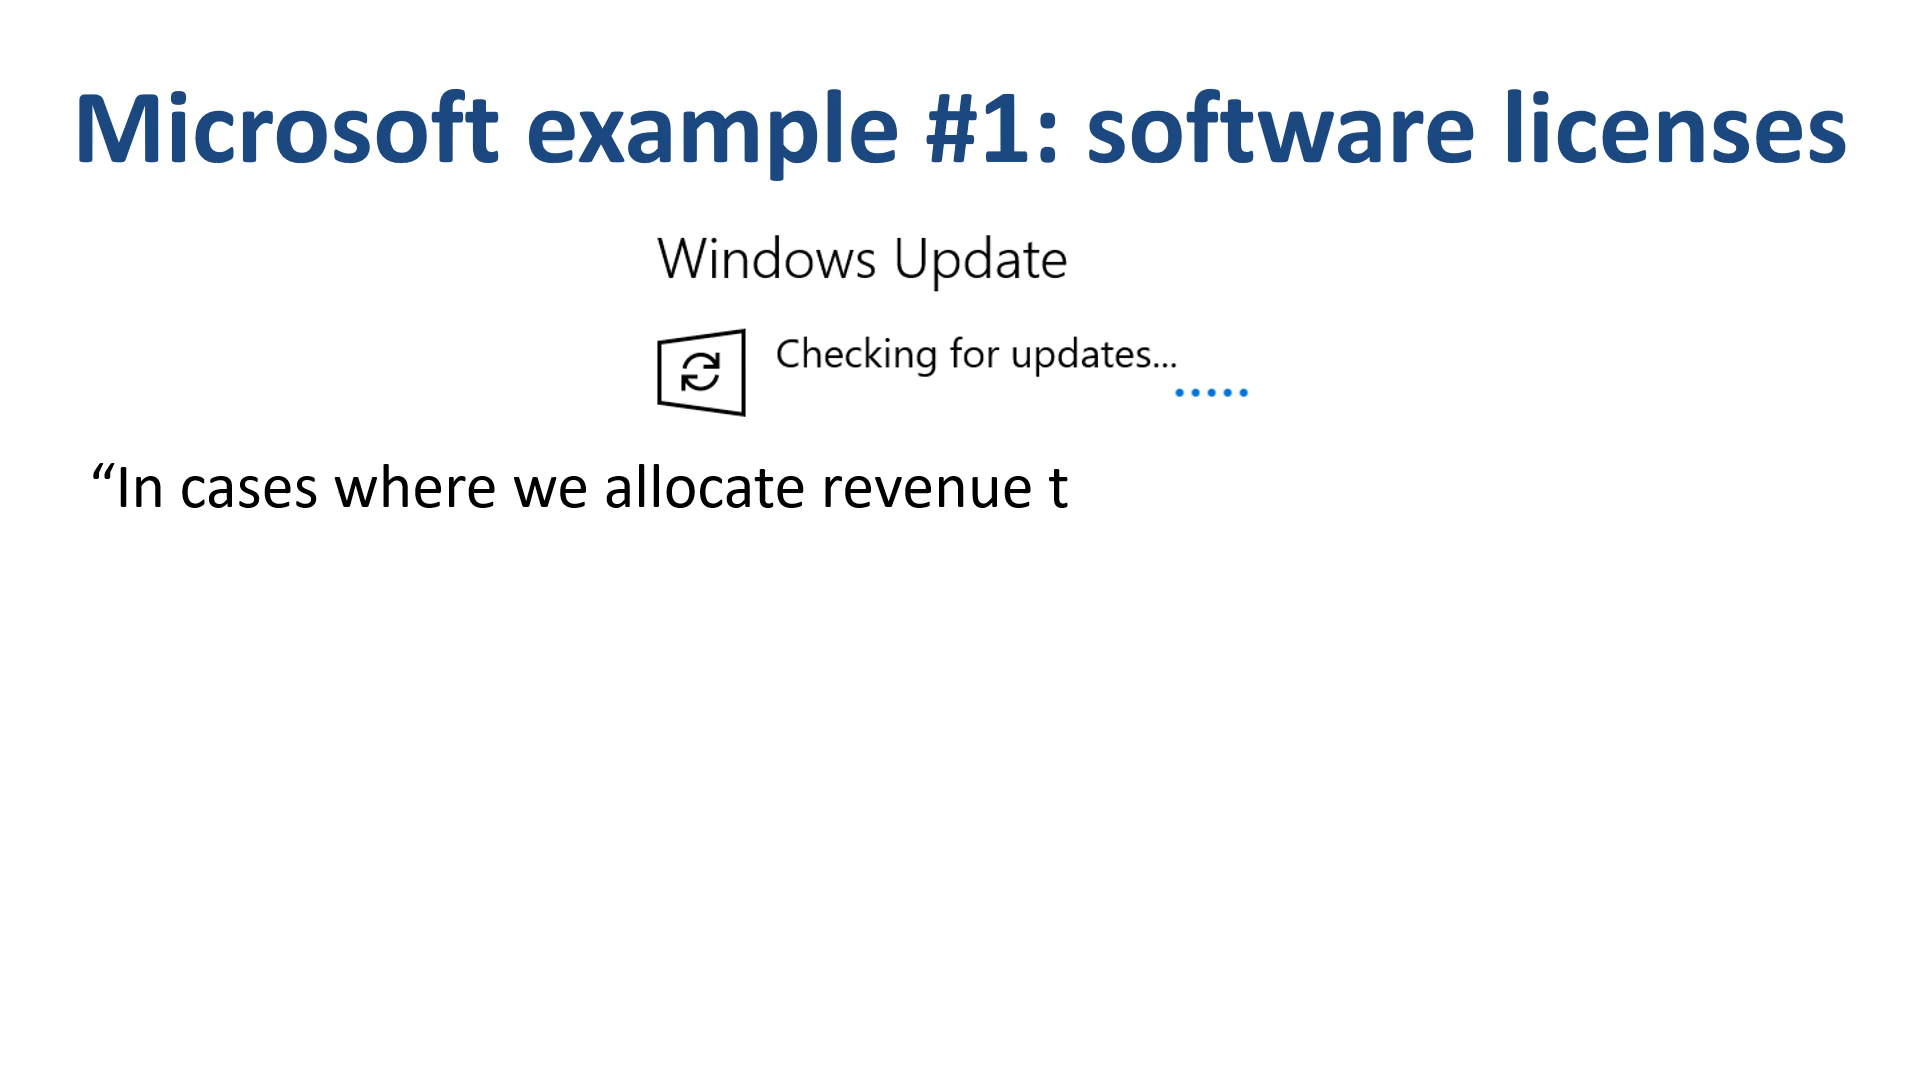 Microsoft example #1: software licenses
Windows Update
Checking for updates...
“In cases where we allocate revenue t